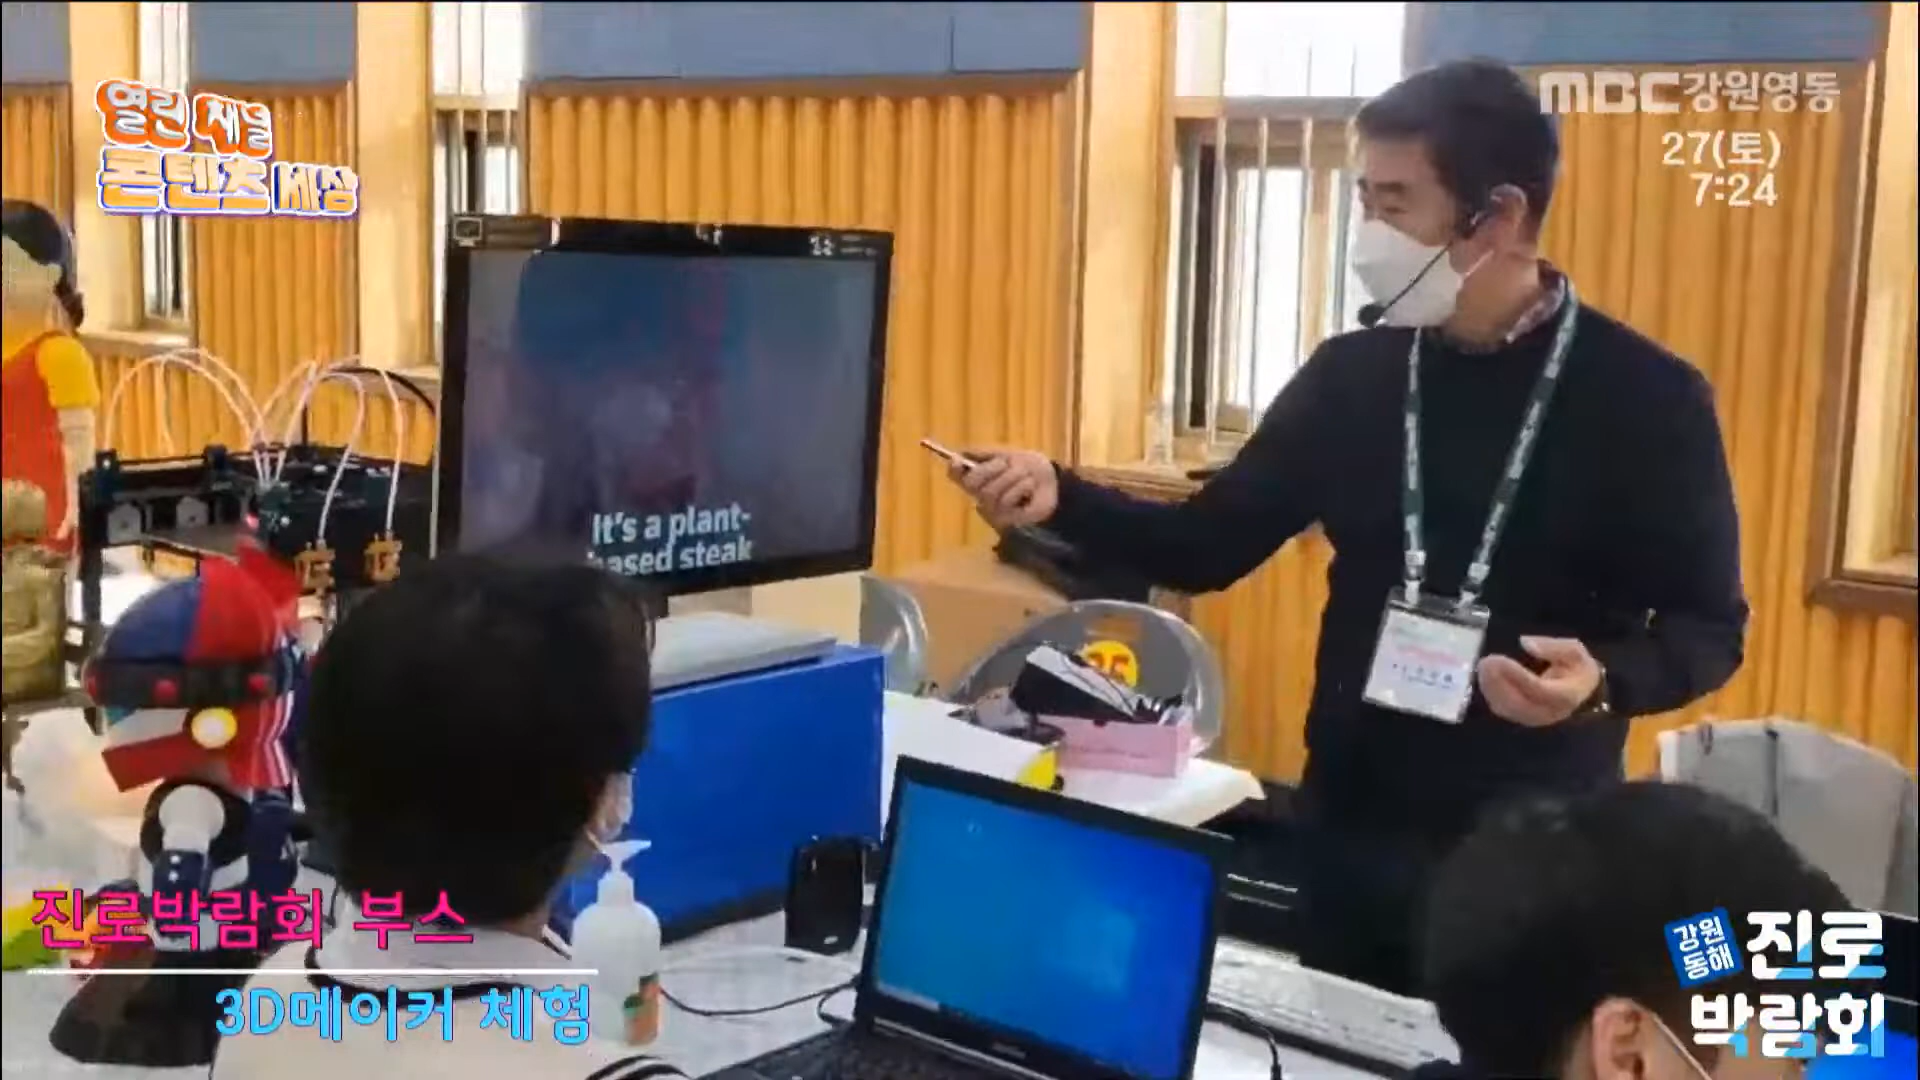 열린 채널
콘텐츠 세상
MBC강원영동
27(토)
7:24
It's a plant-
based steak
35
진로박람회 부스
3D메이커 체험
강원
동해
진로
박람회